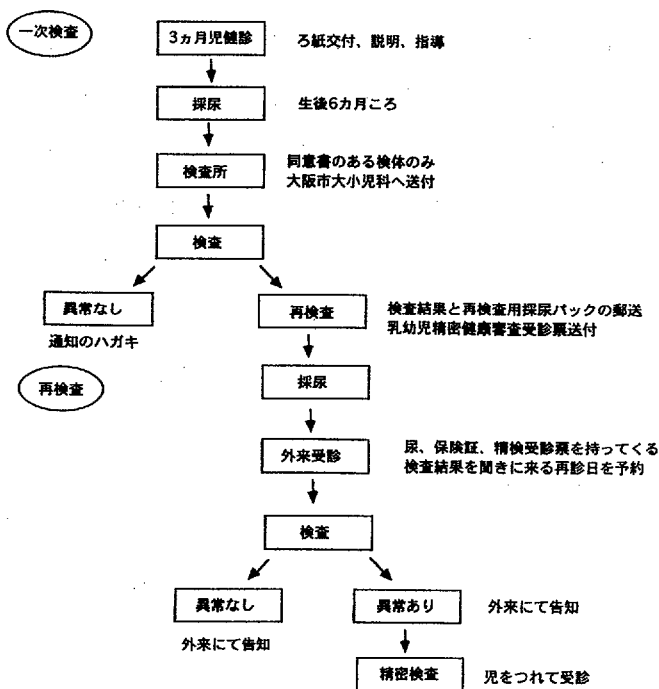 一次検査
3ヵ月児健診
ろ紙交付、説明、指導
採尿
生後6カ月ころ
検査所
同意書のある検体のみ
大阪市大小児科へ送付
検査
異常なし
再検査
検査結果と再検査用採尿パックの郵送
乳幼児精密健康審査受診票送付
通知のハガキ
再検査
採尿
外来受診
尿、保険証、精検受診票を持ってくる
検査結果を聞きに来る再診日を予約
検査
異常なし
異常あり
外来にて告知
外来にて告知
精密検査
児をつれて受診